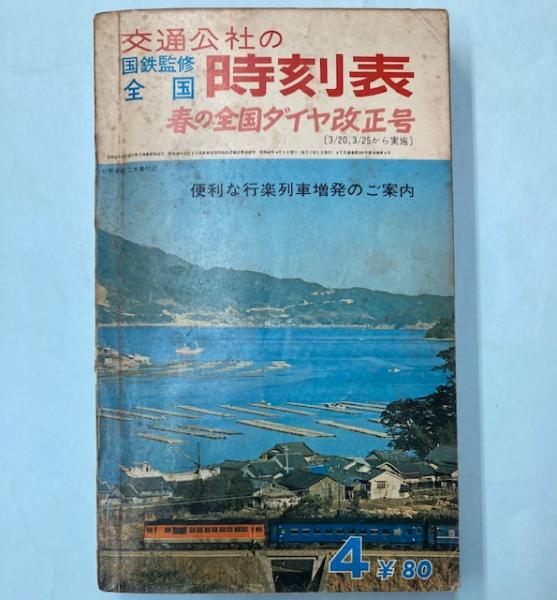 交通公社の
国鉄監修
全国
時刻表
春の全国ダイヤ改正号
〔3/20,3/25から実施〕
便利な行楽列車増発のご案内
4
¥80